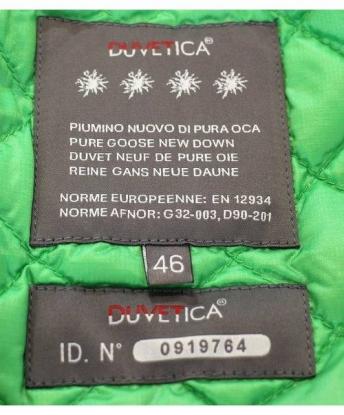 DUVETICA®
PIUMINO NUOVO DI PURA OCA
PURE GOOSE NEW DOWN
DUVET NEUF DE PURE OIE
REINE GANS NEUE DAUNE
NORME EUROPEENNE: EN 12934
NORME AFNOR: G32-003, D90-201
46
DUVETICA®
ID. N° 0919764